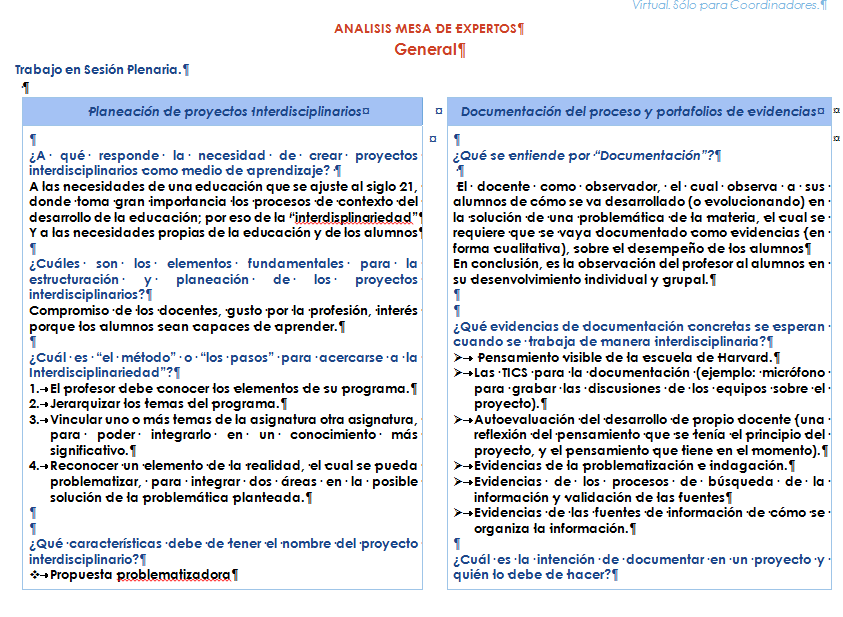 Virtual. Sólo para Coordinadores.¶
ANALISIS MESA DE EXPERTOS¶
General¶
Trabajo en Sesión Plenaria.¶
¶
Planeación de proyectos Interdisciplinarios¤
¶
¿A qué responde la necesidad de crear proyectos
interdisciplinarios como medio de aprendizaje? ¶
A las necesidades de una educación que se ajuste al siglo 21,
donde toma gran importancia los procesos de contexto del
desarrollo de la educación; por eso de la “interdisplinariedad”¶
Y a las necesidades propias de la educación y de los alumnos¶
¶
¿Cuáles son los elementos fundamentales para la
estructuración y planeación de los proyectos
interdisciplinarios?¶
Compromiso de los docentes, gusto por la profesión, interés
porque los alumnos sean capaces de aprender.¶
¶
¿Cuál es “el método” o “los pasos” para acercarse a la
Interdisciplinariedad”?¶
1.→El profesor debe conocer los elementos de su programa.¶
2.→Jerarquizar los temas del programa.¶
3.→Vincular uno o más temas de la asignatura otra asignatura,
para poder integrarlo en un conocimiento más
significativo.¶
4.→Reconocer un elemento de la realidad, el cual se pueda
problematizar, para integrar dos áreas en la posible
solución de la problemática planteada.¶
¶
¶
¿Qué características debe de tener el nombre del proyecto
interdisciplinario?¶
❖→Propuesta problematizadora¶
Documentación del proceso y portafolios de evidencias¤
¶
¿Qué se entiende por “Documentación”?¶
¶
El docente como observador, el cual observa a sus
alumnos de cómo se va desarrollado (o evolucionando) en
la solución de una problemática de la materia, el cual se
requiere que se vaya documentado como evidencias (en
forma cualitativa), sobre el desempeño de los alumnos¶
En conclusión, es la observación del profesor al alumnos en
su desenvolvimiento individual y grupal.¶
¶
¶
¿Qué evidencias de documentación concretas se esperan
cuando se trabaja de manera interdisciplinaria?¶
➢→ Pensamiento visible de la escuela de Harvard.¶
➢→Las TICS para la documentación (ejemplo: micrófono
para grabar las discusiones de los equipos sobre el
proyecto).¶
➢→Autoevaluación del desarrollo de propio docente (una
reflexión del pensamiento que se tenía el principio del
proyecto, y el pensamiento que tiene en el momento).¶
➢→Evidencias de la problematización e indagación.¶
➢→Evidencias de los procesos de búsqueda de la
información y validación de las fuentes¶
➢→Evidencias de las fuentes de información de cómo se
organiza la información.¶
¶
¿Cuál es la intención de documentar en un proyecto y
quién lo debe de hacer?¶